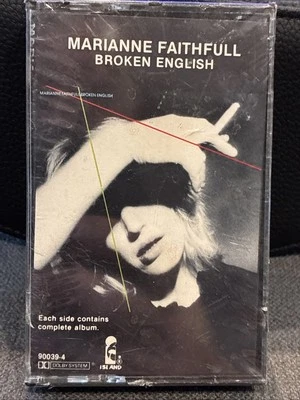 MARIANNE FAITHFULL
BROKEN ENGLISH
MARIANNE FAITHFULL BROKEN ENGLISH
Each side contains
complete album.
90039-4
DOLBY SYSTEM
ISLAND